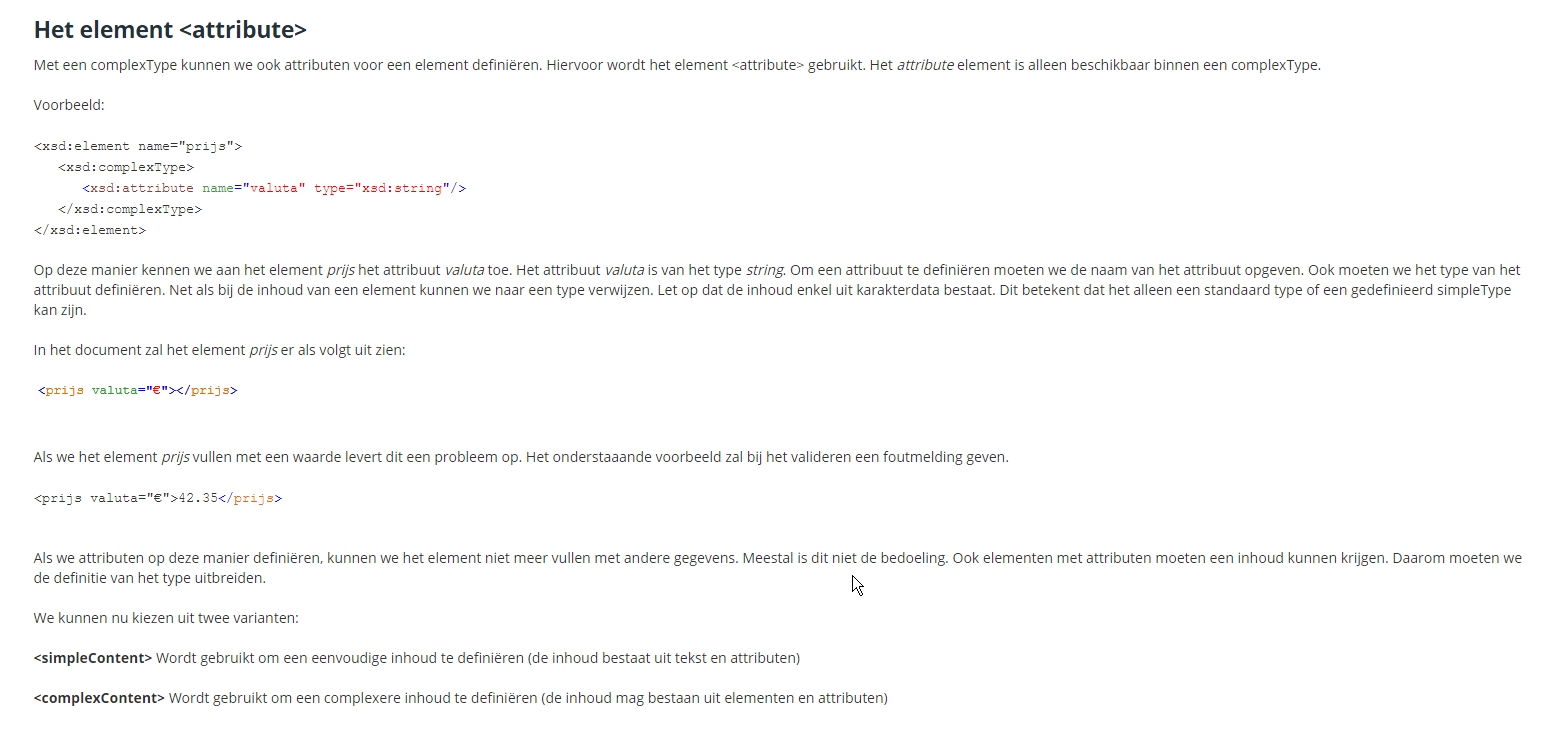 Het element <attribute>
Met een complexType kunnen we ook attributen voor een element definiëren. Hiervoor wordt het element <attribute> gebruikt. Het attribute element is alleen beschikbaar binnen een complexType.
Voorbeeld:
<xsd:element name="prijs">
<xsd:complexType>
<xsd:attribute name="valuta" type="xsd:string"/>
</xsd:complexType>
</xsd:element>
Op deze manier kennen we aan het element prijs het attribuut valuta toe. Het attribuut valuta is van het type string. Om een attribuut te definiëren moeten we de naam van het attribuut opgeven. Ook moeten we het type van het
attribuut definiëren. Net als bij de inhoud van een element kunnen we naar een type verwijzen. Let op dat de inhoud enkel uit karakterdata bestaat. Dit betekent dat het alleen een standaard type of een gedefinieerd simpleType
kan zijn.
In het document zal het element prijs er als volgt uit zien:
<prijs valuta="€"></prijs>
Als we het element prijs vullen met een waarde levert dit een probleem op. Het onderstaaande voorbeeld zal bij het valideren een foutmelding geven.
<prijs valuta="€">42.35</prijs>
Als we attributen op deze manier definiëren, kunnen we het element niet meer vullen met andere gegevens. Meestal is dit niet de bedoeling. Ook elementen met attributen moeten een inhoud kunnen krijgen. Daarom moeten we
de definitie van het type uitbreiden.
We kunnen nu kiezen uit twee varianten:
<simpleContent> Wordt gebruikt om een eenvoudige inhoud te definiëren (de inhoud bestaat uit tekst en attributen)
<complexContent> Wordt gebruikt om een complexere inhoud te definiëren (de inhoud mag bestaan uit elementen en attributen)